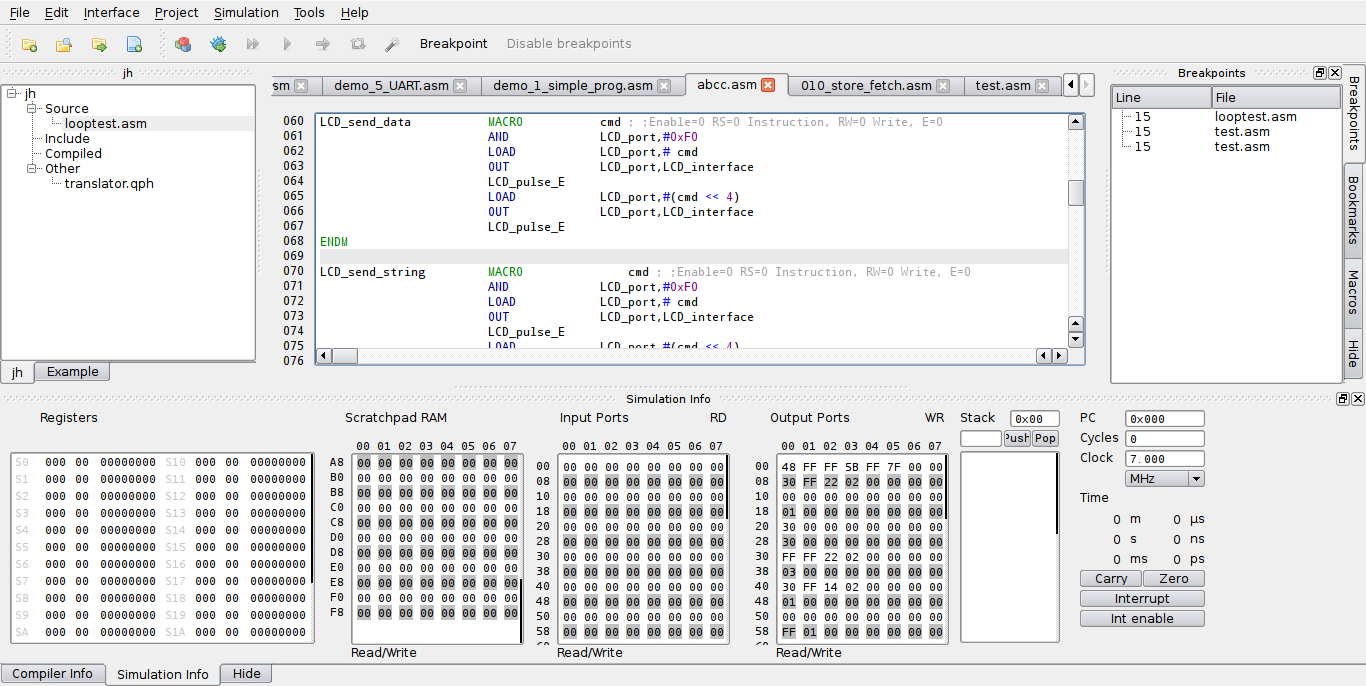 File Edit Interface Project Simulation Tools Help
Breakpoint Disable breakpoints
jh
jh
Source
looptest.asm
Include
Compiled
Other
translator.qph
jh Example
sm demo_5_UART.asm demo_1_simple_prog.asm abcc.asm 010_store_fetch.asm test.asm
060 LCD_send_data MACRO cmd ; ;Enable=0 RS=0 Instruction, RW=0 Write, E=0
061 AND LCD_port,#0xF0
062 LOAD LCD_port,# cmd
063 OUT LCD_port,LCD_interface
064 LCD_pulse_E
065 LOAD LCD_port,#(cmd << 4)
066 OUT LCD_port,LCD_interface
067 LCD_pulse_E
068 ENDM
069
070 LCD_send_string MACRO cmd ; ;Enable=0 RS=0 Instruction, RW=0 Write, E=0
071 AND LCD_port,#0xF0
072 LOAD LCD_port,# cmd
073 OUT LCD_port,LCD_interface
074 LCD_pulse_E
075 LOAD LCD_port,#(cmd << 4)
076
Breakpoints
Line File
15 looptest.asm
15 test.asm
15 test.asm
Breakpoints
Bookmarks
Macros
Hide
Simulation Info
Registers
S0 000 00 00000000 S10 000 00 00000000
S1 000 00 00000000 S11 000 00 00000000
S2 000 00 00000000 S12 000 00 00000000
S3 000 00 00000000 S13 000 00 00000000
S4 000 00 00000000 S14 000 00 00000000
S5 000 00 00000000 S15 000 00 00000000
S6 000 00 00000000 S16 000 00 00000000
S7 000 00 00000000 S17 000 00 00000000
S8 000 00 00000000 S18 000 00 00000000
S9 000 00 00000000 S19 000 00 00000000
SA 000 00 00000000 S1A 000 00 00000000
Scratchpad RAM
00 01 02 03 04 05 06 07
A8 00 00 00 00 00 00 00 00
B0 00 00 00 00 00 00 00 00
B8 00 00 00 00 00 00 00 00
C0 00 00 00 00 00 00 00 00
C8 00 00 00 00 00 00 00 00
D0 00 00 00 00 00 00 00 00
D8 00 00 00 00 00 00 00 00
E0 00 00 00 00 00 00 00 00
E8 00 00 00 00 00 00 00 00
F0 00 00 00 00 00 00 00 00
F8 00 00 00 00 00 00 00 00
Read/Write
Input Ports RD
00 01 02 03 04 05 06 07
00 00 00 00 00 00 00 00 00
08 00 00 00 00 00 00 00 00
10 00 00 00 00 00 00 00 00
18 00 00 00 00 00 00 00 00
20 00 00 00 00 00 00 00 00
28 00 00 00 00 00 00 00 00
30 00 00 00 00 00 00 00 00
38 00 00 00 00 00 00 00 00
40 00 00 00 00 00 00 00 00
48 00 00 00 00 00 00 00 00
50 00 00 00 00 00 00 00 00
58 00 00 00 00 00 00 00 00
Read/Write
Output Ports WR
00 01 02 03 04 05 06 07
00 48 FF FF 5B FF 7F 00 00
08 30 FF 22 02 00 00 00 00
10 00 00 00 00 00 00 00 00
18 01 00 00 00 00 00 00 00
20 30 00 00 00 00 00 00 00
28 30 00 00 00 00 00 00 00
30 FF FF 22 02 00 00 00 00
38 03 00 00 00 00 00 00 00
40 30 FF 14 02 00 00 00 00
48 01 00 00 00 00 00 00 00
50 00 00 00 00 00 00 00 00
58 FF 01 00 00 00 00 00 00
Read/Write
Stack 0x00
Push Pop
PC 0x000
Cycles 0
Clock 7.000
MHz
Time
0 m 0 µs
0 s 0 ns
0 ms 0 ps
Carry Zero
Interrupt
Int enable
Compiler Info Simulation Info Hide